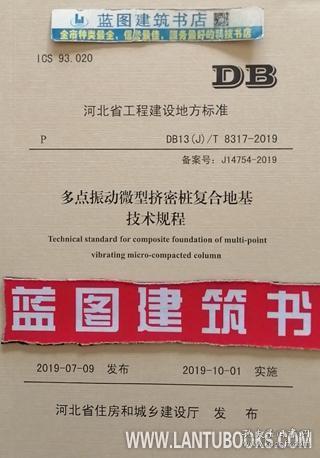 蓝图建筑书店
全市种类最全、信誉最佳、服务最好的科技书店
ICS 93.020
DB
河北省工程建设地方标准
P
DB13(J)/T 8317-2019
备案号：J14754-2019
多点振动微型挤密桩复合地基
技术规程
Technical standard for composite foundation of multi-point
vibrating micro-compacted column
蓝图建筑书
2019-07-09 发布 2019-10-01 实施
河北省住房和城乡建设厅 发布
WWW.LANTUBOOKS.COM